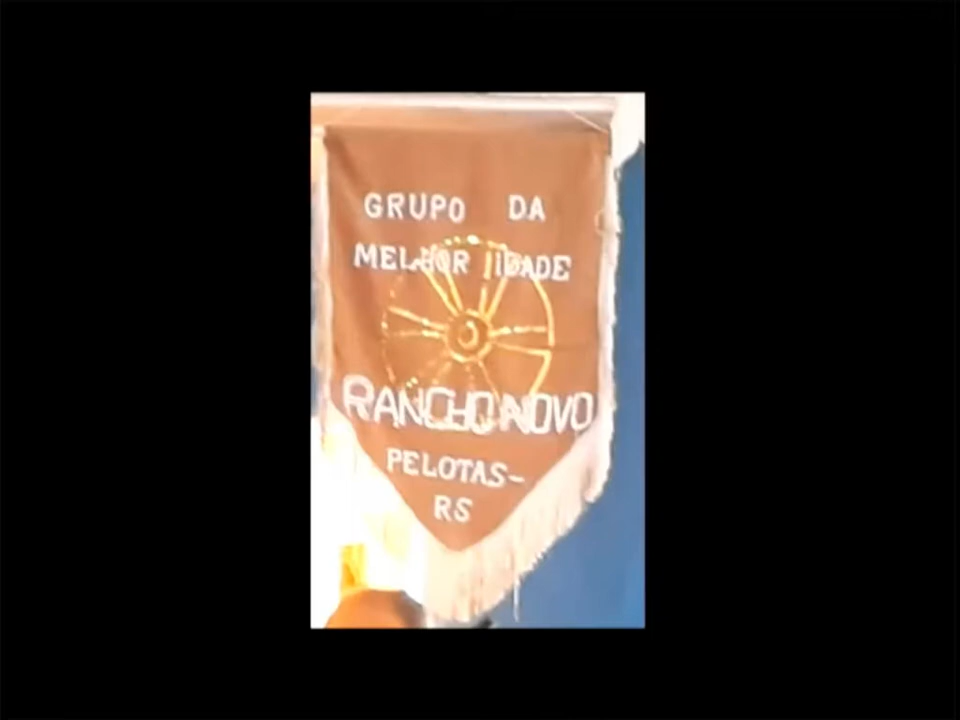 GRUPO DA
MELHOR IDADE
RANCHO NOVO
PELOTAS-
RS